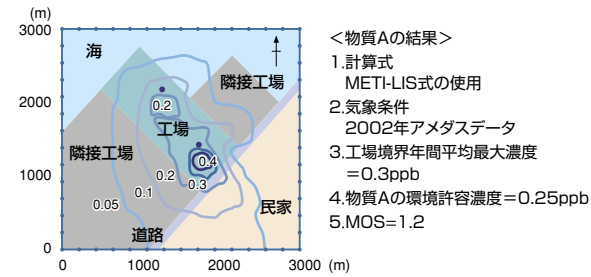 (m)
3000
2000
1000
0
0
1000
2000
3000 (m)
海
隣接工場
0.2
工場
隣接工場
0.4
0.2
0.3
0.1
0.05
民家
道路
<物質Aの結果>
1.計算式
METI-LIS式の使用
2.気象条件
2002年アメダスデータ
3.工場境界年間平均最大濃度
=0.3ppb
4.物質Aの環境許容濃度=0.25ppb
5.MOS=1.2